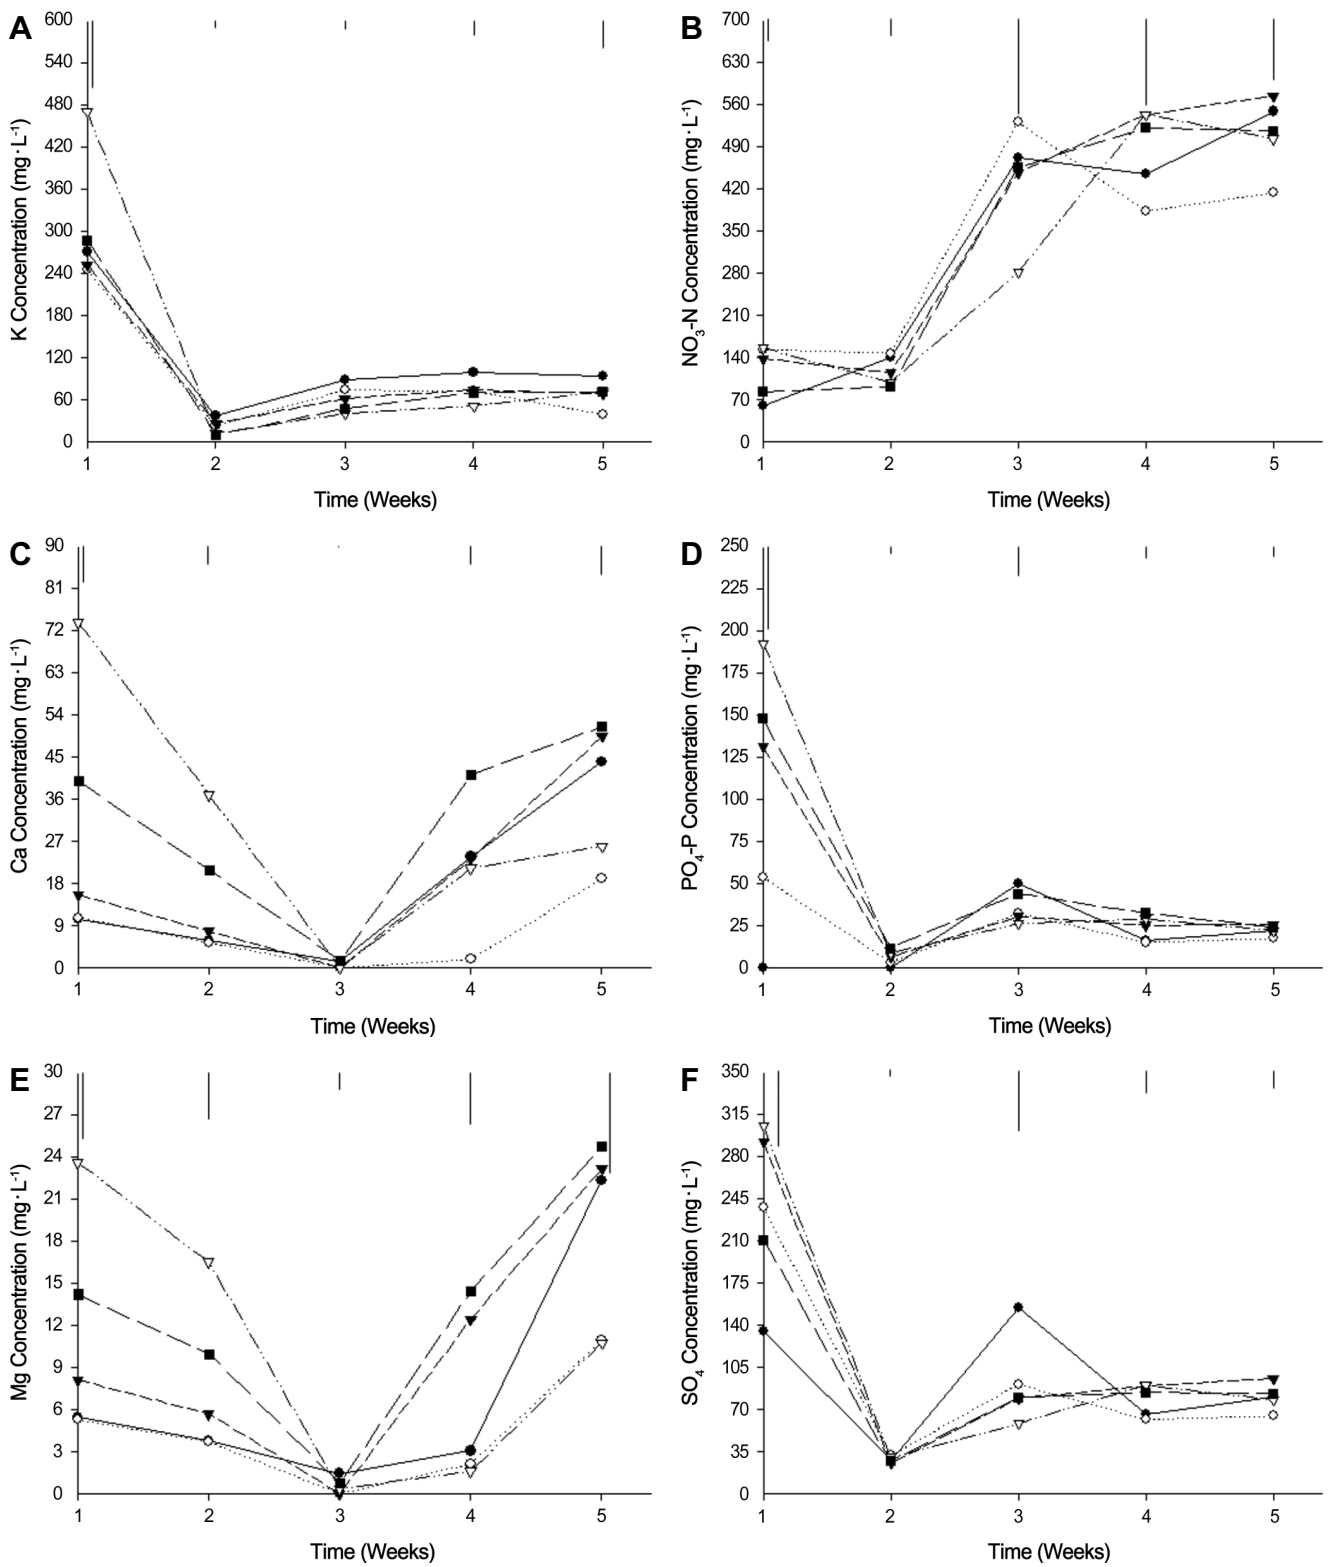 A
600
540
480
420
360
300
240
180
120
60
0
K Concentration (mg·L-1)
1 2 3 4 5
Time (Weeks)
B
700
630
560
490
420
350
280
210
140
70
0
NO3-N Concentration (mg·L-1)
1 2 3 4 5
Time (Weeks)
C
90
81
72
63
54
45
36
27
18
9
0
Ca Concentration (mg·L-1)
1 2 3 4 5
Time (Weeks)
D
250
225
200
175
150
125
100
75
50
25
0
PO4-P Concentration (mg·L-1)
1 2 3 4 5
Time (Weeks)
E
30
27
24
21
18
15
12
9
6
3
0
Mg Concentration (mg·L-1)
1 2 3 4 5
Time (Weeks)
F
350
315
280
245
210
175
140
105
70
35
0
SO4 Concentration (mg·L-1)
1 2 3 4 5
Time (Weeks)